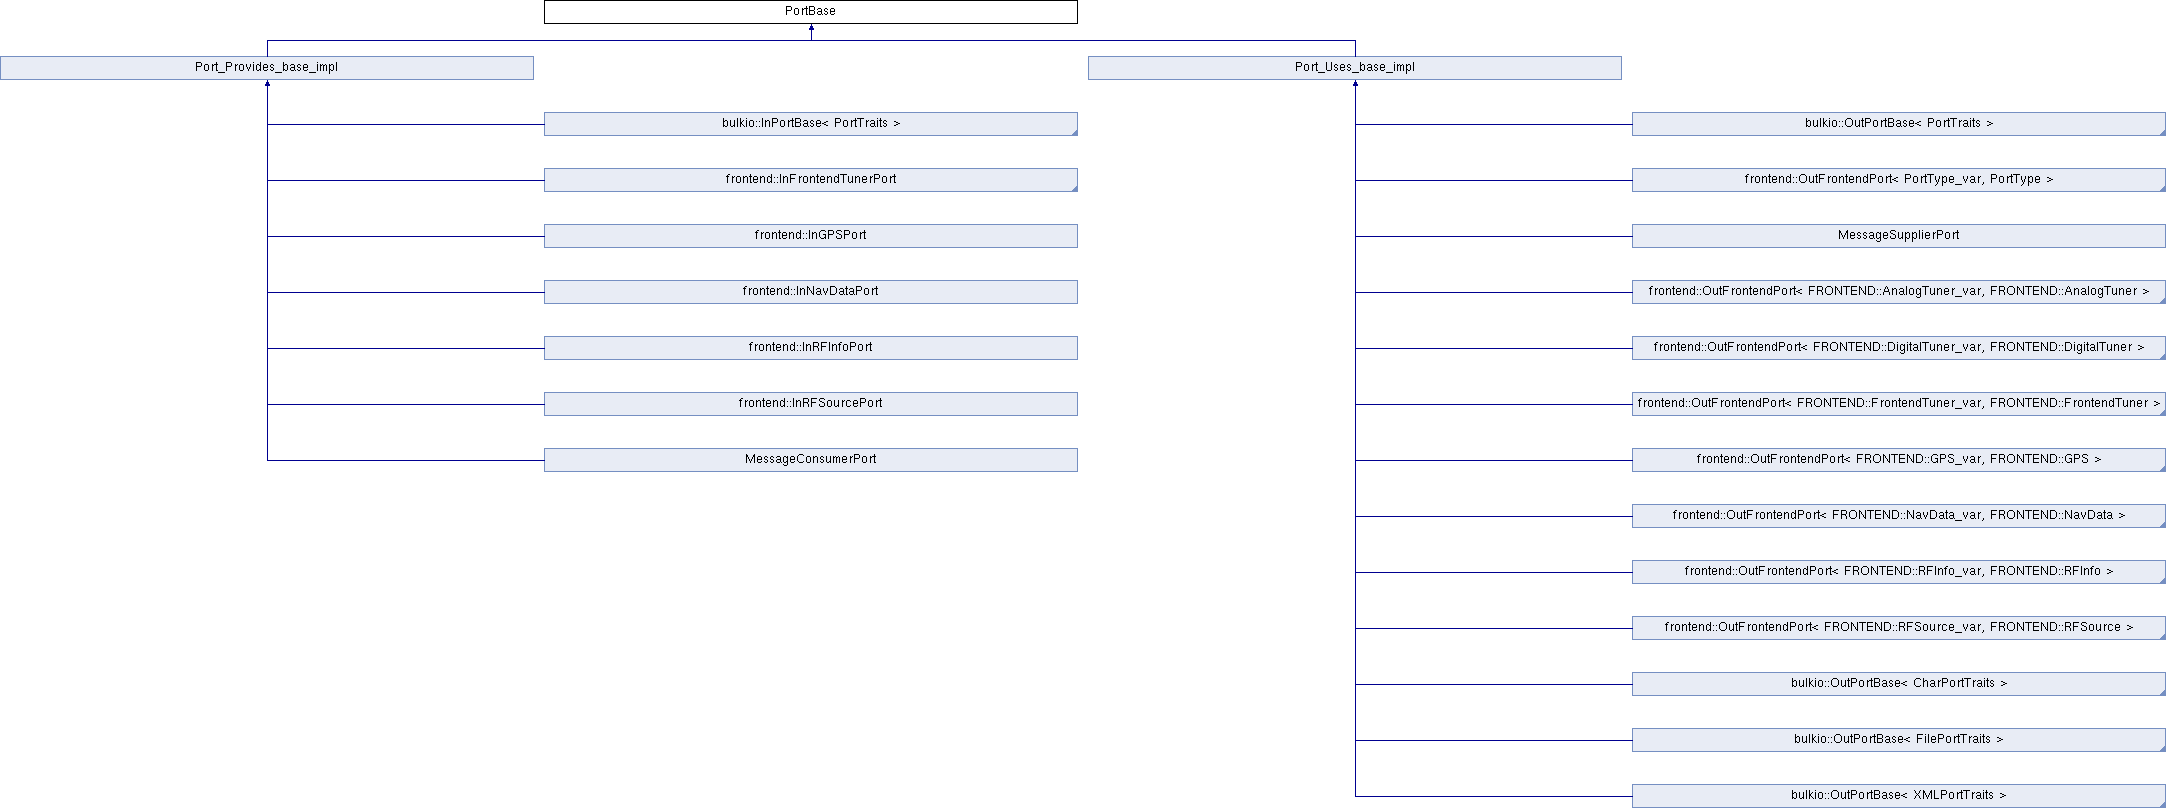 PortBase
Port_Provides_base_impl
Port_Uses_base_impl
bulkio::InPortBase< PortTraits >
bulkio::OutPortBase< PortTraits >
frontend::InFrontendTunerPort
frontend::OutFrontendPort< PortType_var, PortType >
frontend::InGPSPort
MessageSupplierPort
frontend::InNavDataPort
frontend::OutFrontendPort< FRONTEND::AnalogTuner_var, FRONTEND::AnalogTuner >
frontend::InRFInfoPort
frontend::OutFrontendPort< FRONTEND::DigitalTuner_var, FRONTEND::DigitalTuner >
frontend::InRFSourcePort
frontend::OutFrontendPort< FRONTEND::FrontendTuner_var, FRONTEND::FrontendTuner >
MessageConsumerPort
frontend::OutFrontendPort< FRONTEND::GPS_var, FRONTEND::GPS >
frontend::OutFrontendPort< FRONTEND::NavData_var, FRONTEND::NavData >
frontend::OutFrontendPort< FRONTEND::RFInfo_var, FRONTEND::RFInfo >
frontend::OutFrontendPort< FRONTEND::RFSource_var, FRONTEND::RFSource >
bulkio::OutPortBase< CharPortTraits >
bulkio::OutPortBase< FilePortTraits >
bulkio::OutPortBase< XMLPortTraits >